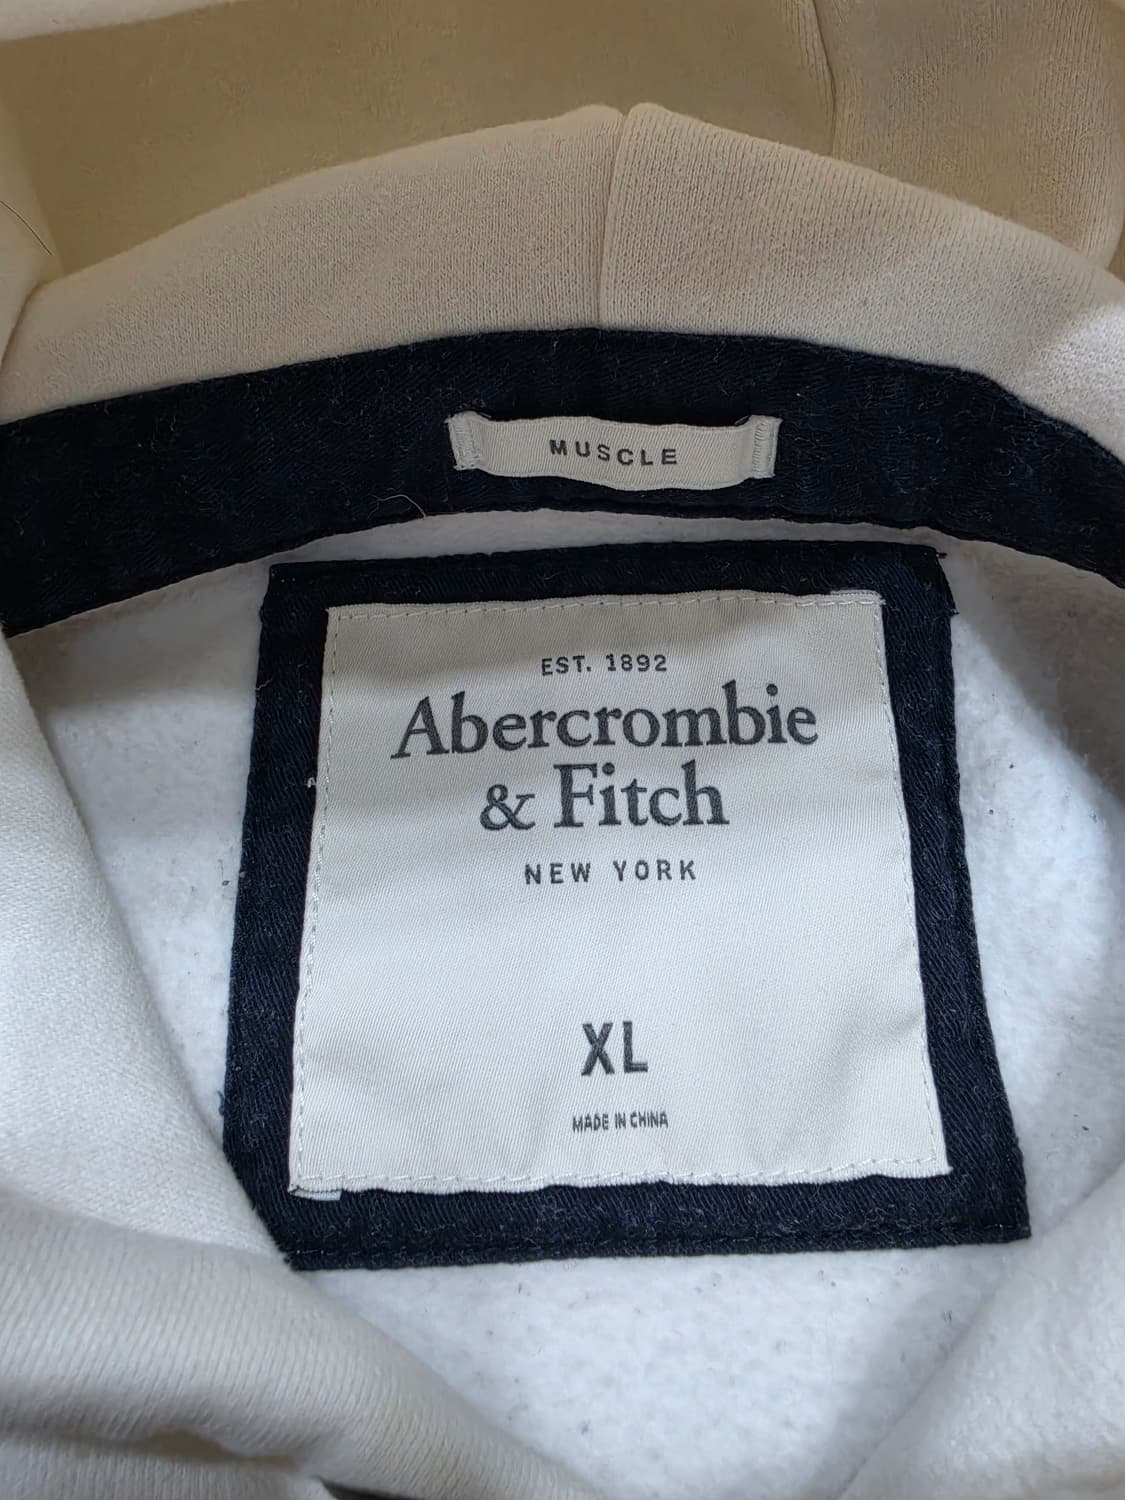 MUSCLE
EST. 1892
Abercrombie
& Fitch
NEW YORK
XL
MADE IN CHINA